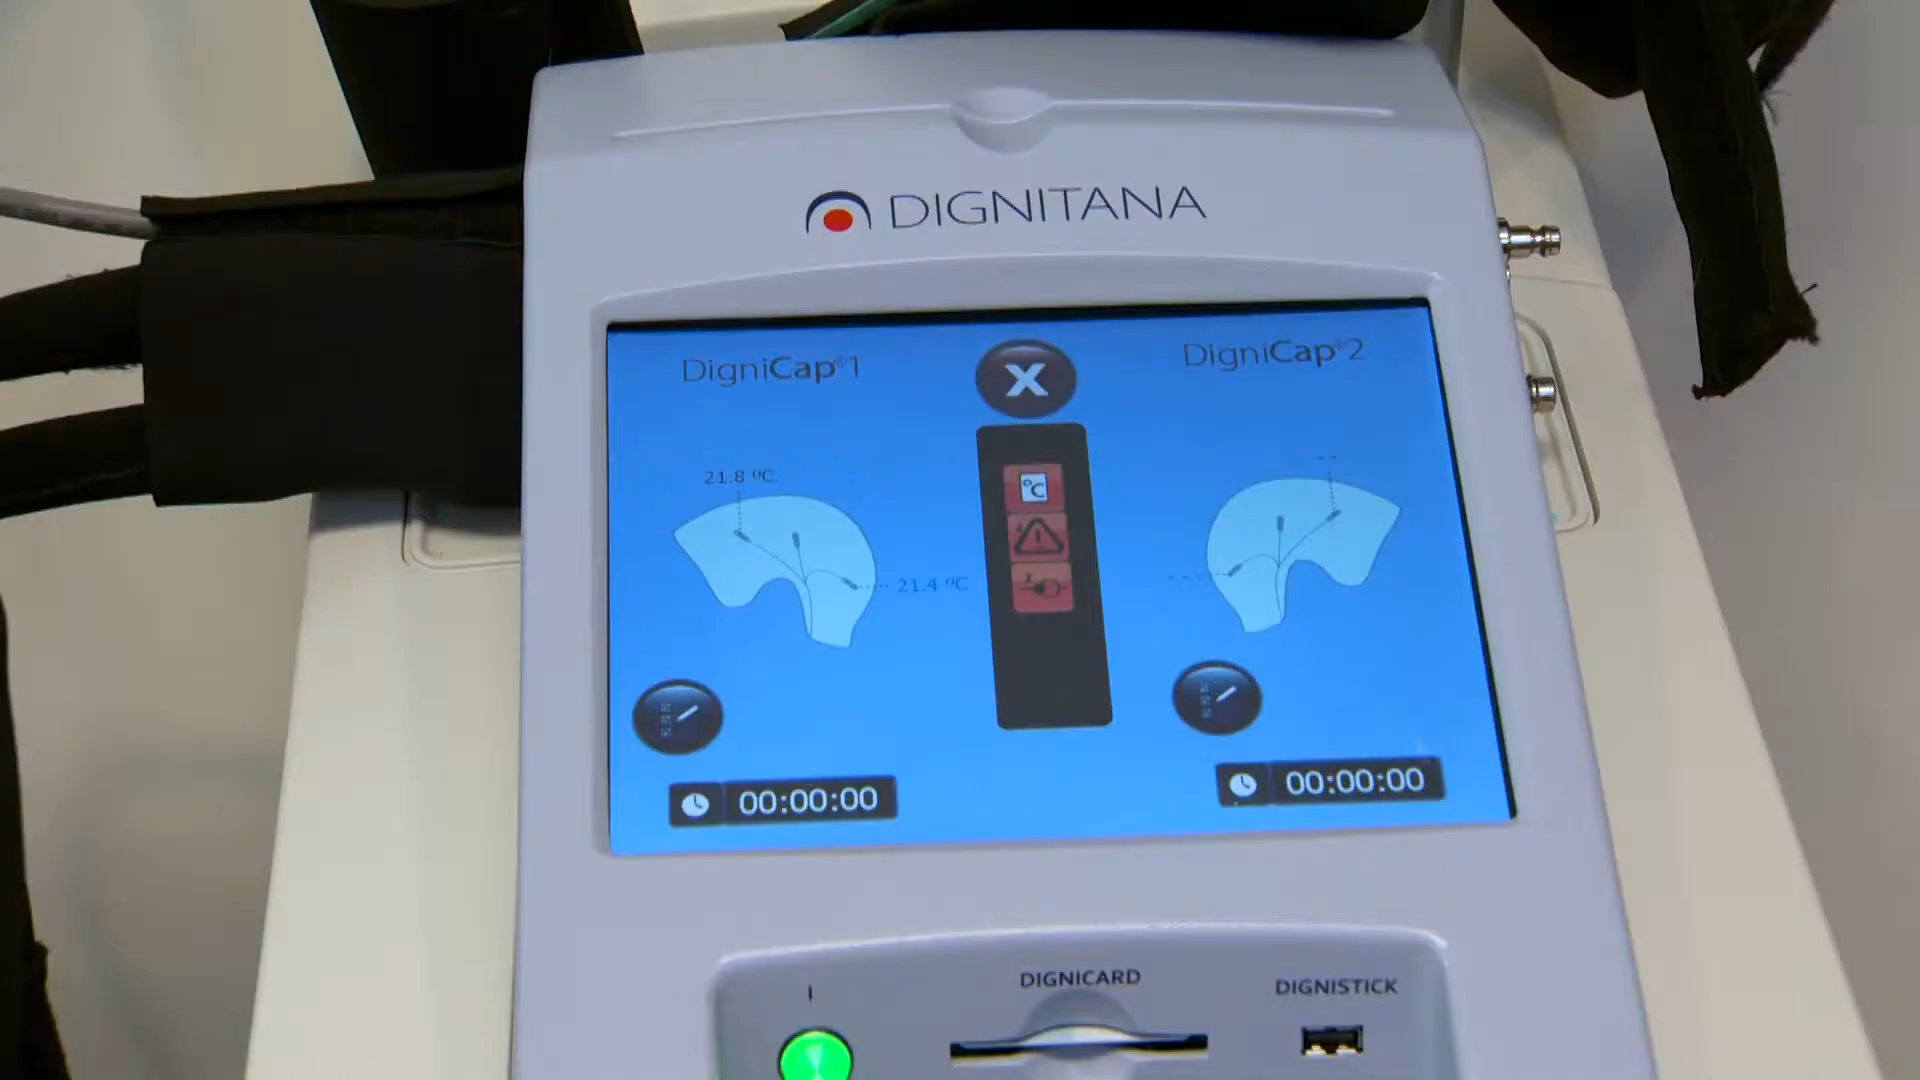 DIGNITANA
DigniCap®1
DigniCap®2
21.8 ºC
ºC
21.4 ºC
00:00:00
00:00:00
DIGNICARD
DIGNISTICK
I